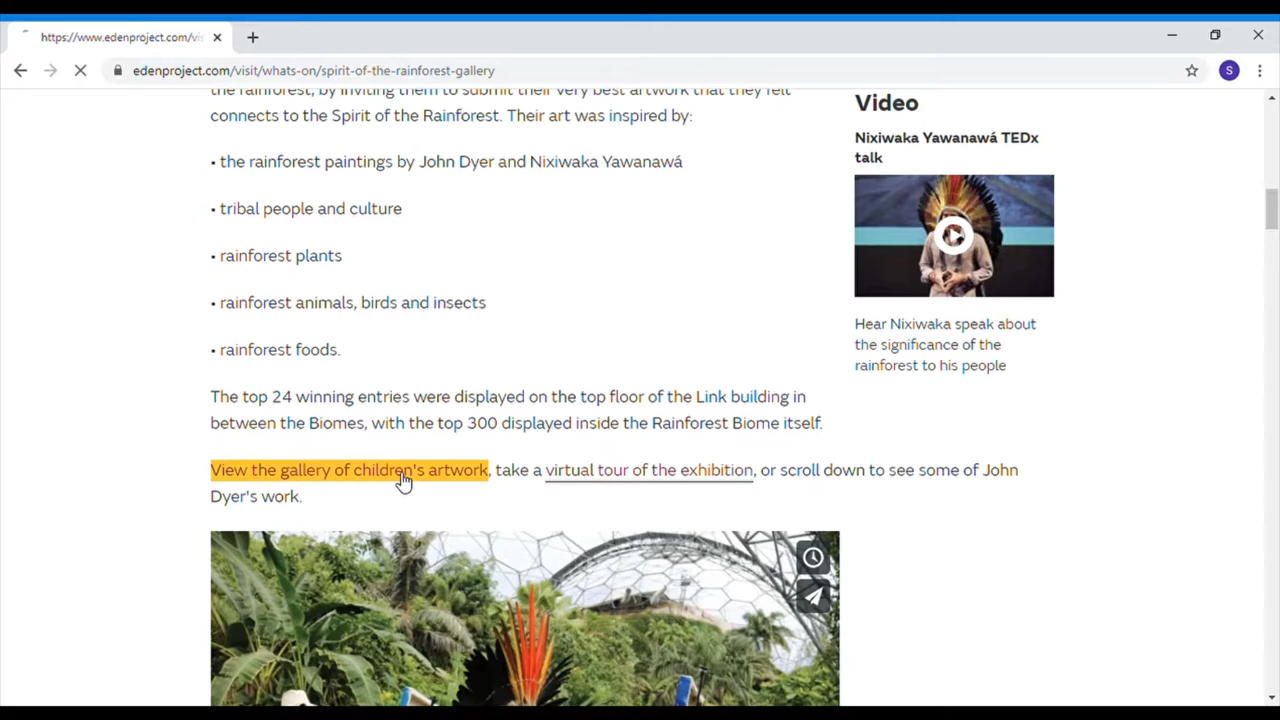 https://www.edenproject.com/vis
edenproject.com/visit/whats-on/spirit-of-the-rainforest-gallery
S
the rainforest, by inviting them to submit their very best artwork that they felt
connects to the Spirit of the Rainforest. Their art was inspired by:
• the rainforest paintings by John Dyer and Nixiwaka Yawanawá
• tribal people and culture
• rainforest plants
• rainforest animals, birds and insects
• rainforest foods.
The top 24 winning entries were displayed on the top floor of the Link building in
between the Biomes, with the top 300 displayed inside the Rainforest Biome itself.
View the gallery of children's artwork, take a virtual tour of the exhibition, or scroll down to see some of John
Dyer's work.
Video
Nixiwaka Yawanawá TEDx
talk
Hear Nixiwaka speak about
the significance of the
rainforest to his people